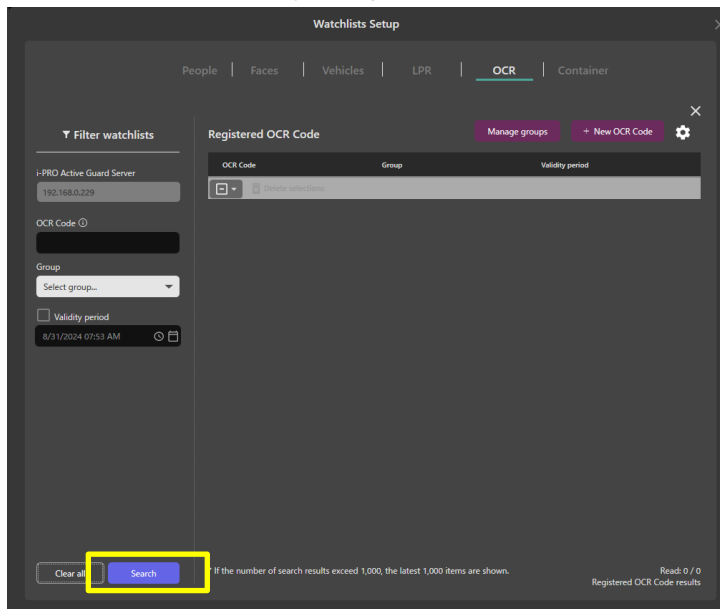 Watchlists Setup
People | Faces | Vehicles | LPR | OCR | Container
Filter watchlists
i-PRO Active Guard Server
192.168.0.229
OCR Code
Group
Select group...
Validity period
8/31/2024 07:53 AM
Clear all
Search
Registered OCR Code
Manage groups
+ New OCR Code
OCR Code Group Validity period
Delete selections
* If the number of search results exceed 1,000, the latest 1,000 items are shown.
Read: 0 / 0
Registered OCR Code results